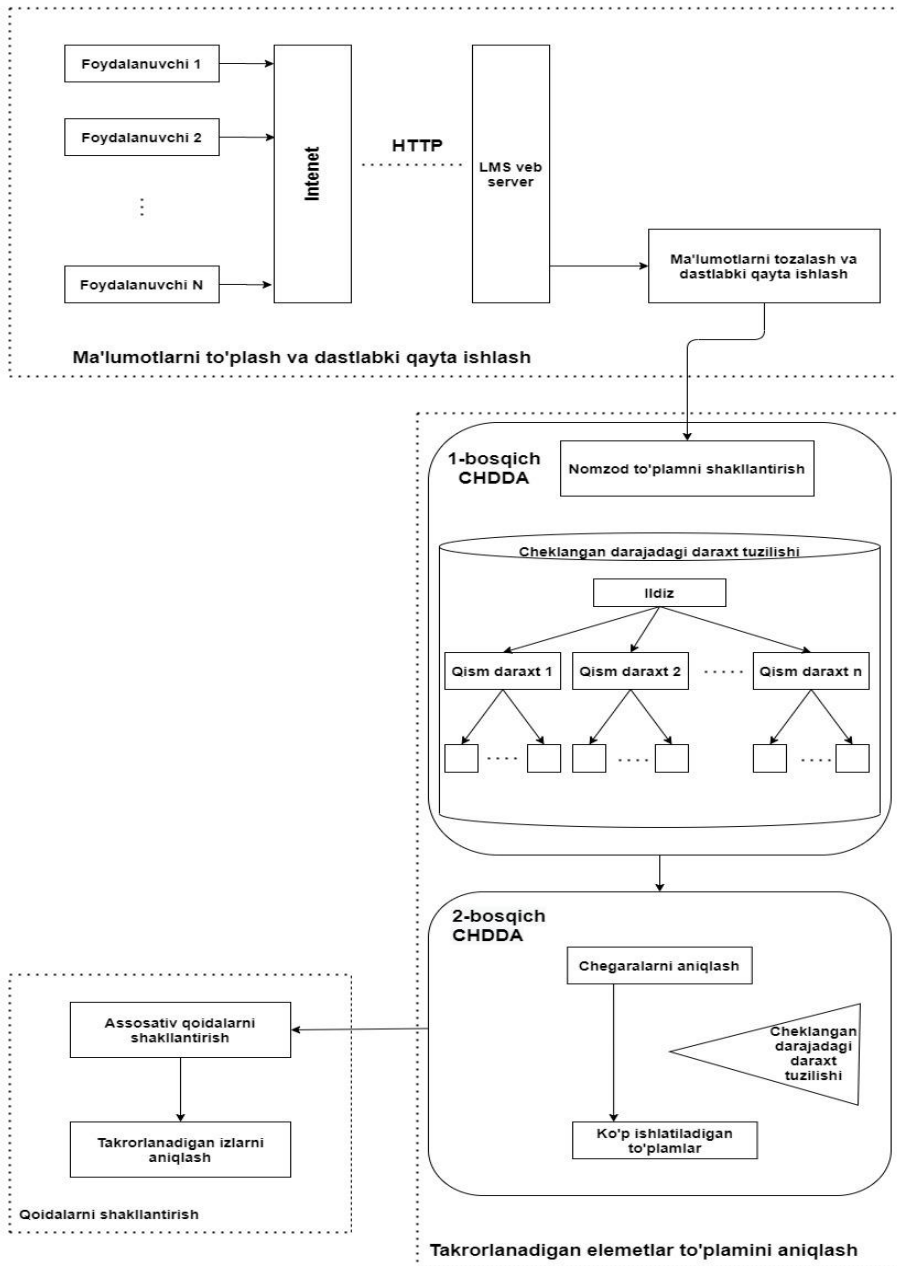 Foydalanuvchi 1
Foydalanuvchi 2
⋮
Foydalanuvchi N
Intenet
HTTP
LMS veb
server
Ma'lumotlarni tozalash va
dastlabki qayta ishlash
Ma'lumotlarni to'plash va dastlabki qayta ishlash
1-bosqich
CHDDA
Nomzod to'plamni shakllantirish
Cheklangan darajadagi daraxt tuzilishi
Ildiz
Qism daraxt 1
Qism daraxt 2
.....
Qism daraxt n
....
....
....
2-bosqich
CHDDA
Chegaralarni aniqlash
Cheklangan
darajadagi
daraxt
tuzilishi
Ko'p ishlatiladigan
to'plamlar
Assosativ qoidalarni
shakllantirish
Takrorlanadigan izlarni
aniqlash
Qoidalarni shakllantirish
Takrorlanadigan elemetlar to'plamini aniqlash